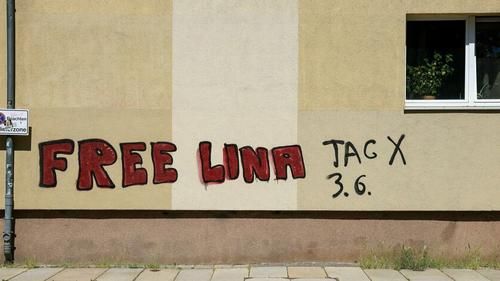 FREE LINA TAG X
3.6.